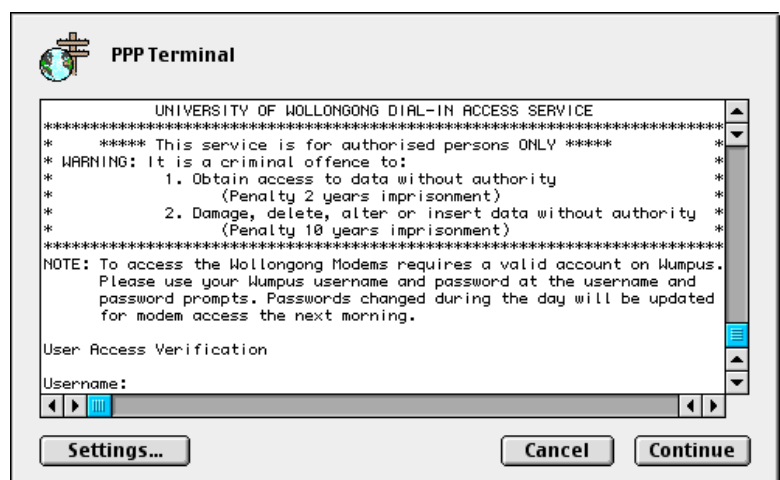 PPP Terminal
UNIVERSITY OF WOLLONGONG DIAL-IN ACCESS SERVICE
*************************************************************************
* ***** This service is for authorised persons ONLY ***** *
* WARNING: It is a criminal offence to: *
* 1. Obtain access to data without authority *
* (Penalty 2 years imprisonment) *
* 2. Damage, delete, alter or insert data without authority *
* (Penalty 10 years imprisonment) *
*************************************************************************
NOTE: To access the Wollongong Modems requires a valid account on Wumpus.
Please use your Wumpus username and password at the username and
password prompts. Passwords changed during the day will be updated
for modem access the next morning.
User Access Verification
Username:
Settings...
Cancel
Continue